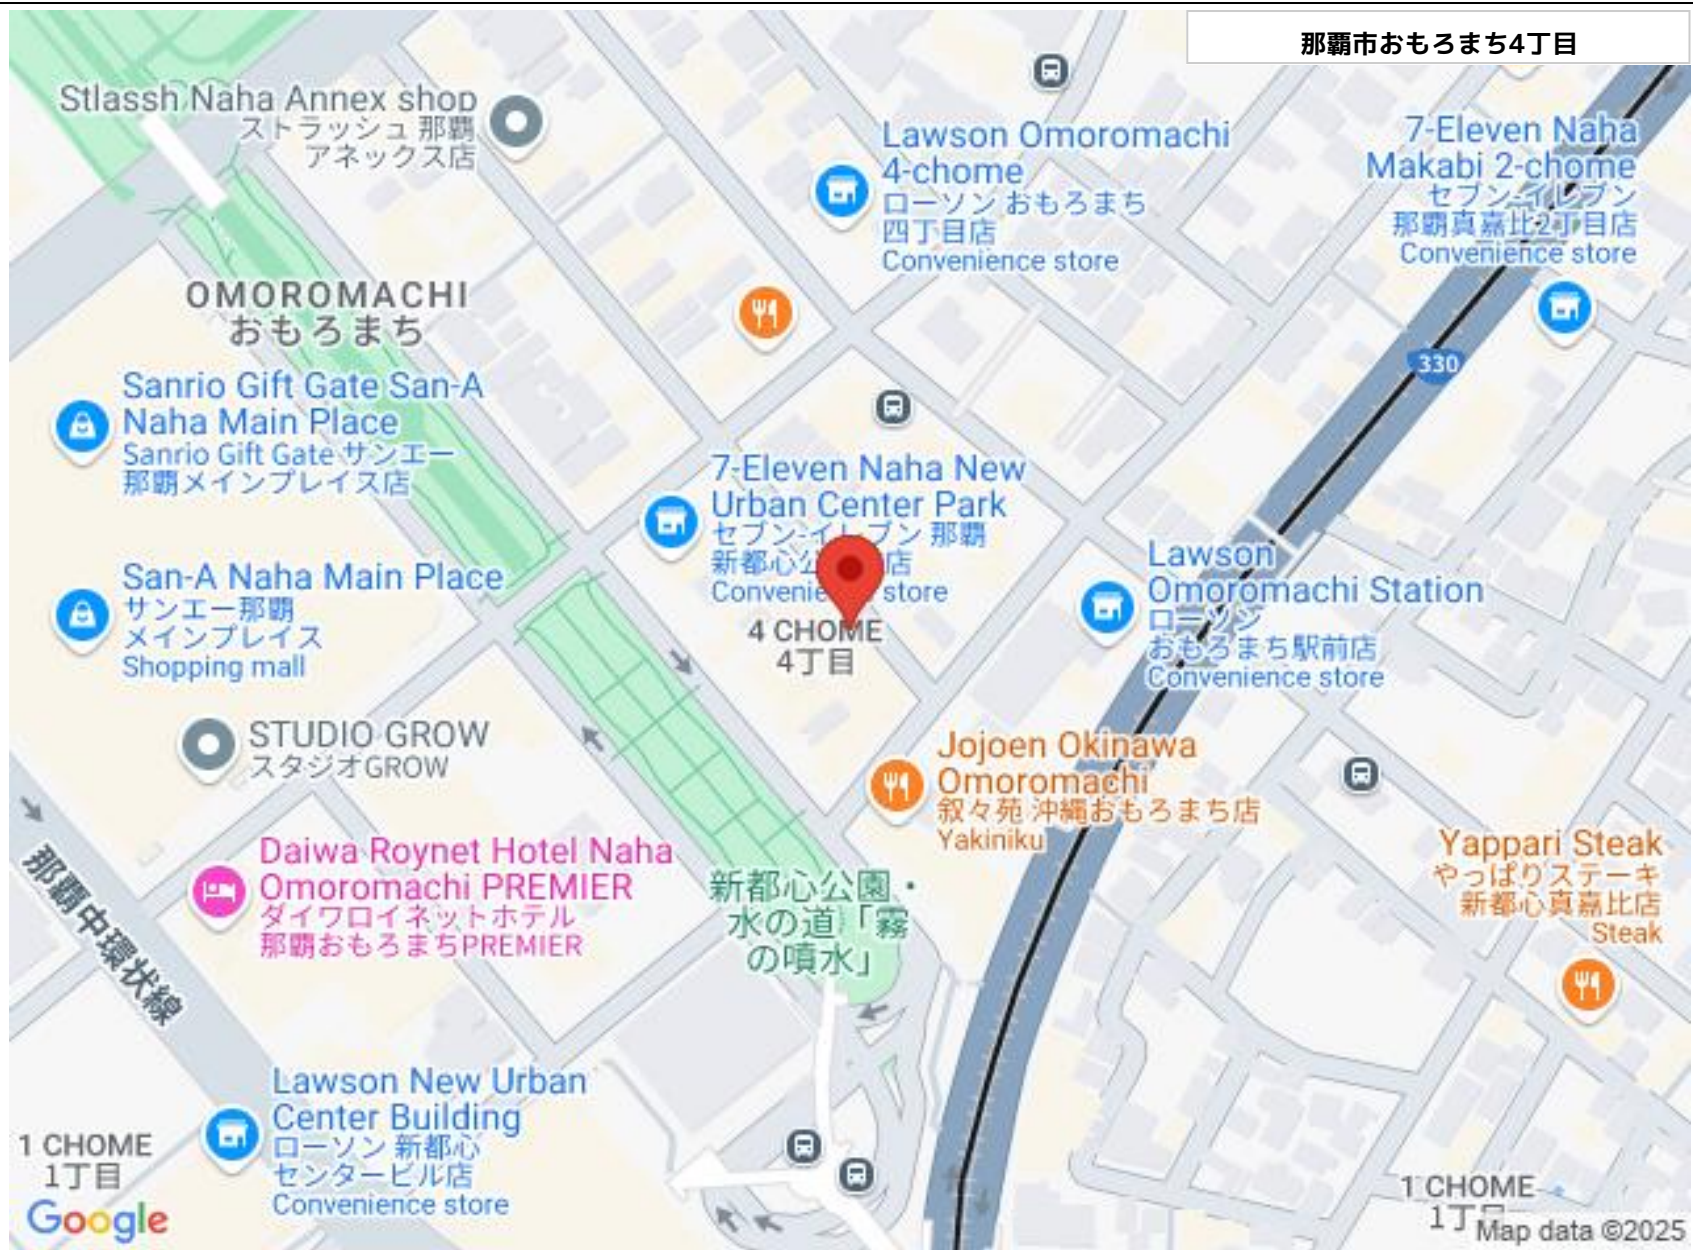 那覇市おもろまち4丁目
Stlassh Naha Annex shop
ストラッシュ 那覇
アネックス店
Lawson Omoromachi
4-chome
ローソン おもろまち
四丁目店
Convenience store
7-Eleven Naha
Makabi 2-chome
セブン-イレブン
那覇真嘉比2丁目店
Convenience store
OMOROMACHI
おもろまち
330
Sanrio Gift Gate San-A
Naha Main Place
Sanrio Gift Gate サンエー
那覇メインプレイス店
7-Eleven Naha New
Urban Center Park
セブン-イレブン 那覇
新都心公 店
Convenience store
San-A Naha Main Place
サンエー那覇
メインプレイス
Shopping mall
4 CHOME
4丁目
Lawson
Omoromachi Station
ローソン
おもろまち駅前店
Convenience store
STUDIO GROW
スタジオGROW
Jojoen Okinawa
Omoromachi
叙々苑 沖縄おもろまち店
Yakiniku
Daiwa Roynet Hotel Naha
Omoromachi PREMIER
ダイワロイネットホテル
那覇おもろまちPREMIER
新都心公園・
水の道「霧
の噴水」
Yappari Steak
やっぱりステーキ
新都心真嘉比店
Steak
那覇中環状線
Lawson New Urban
Center Building
ローソン 新都心
センタービル店
Convenience store
1 CHOME
1丁目
1 CHOME
1丁目
Google
Map data ©2025